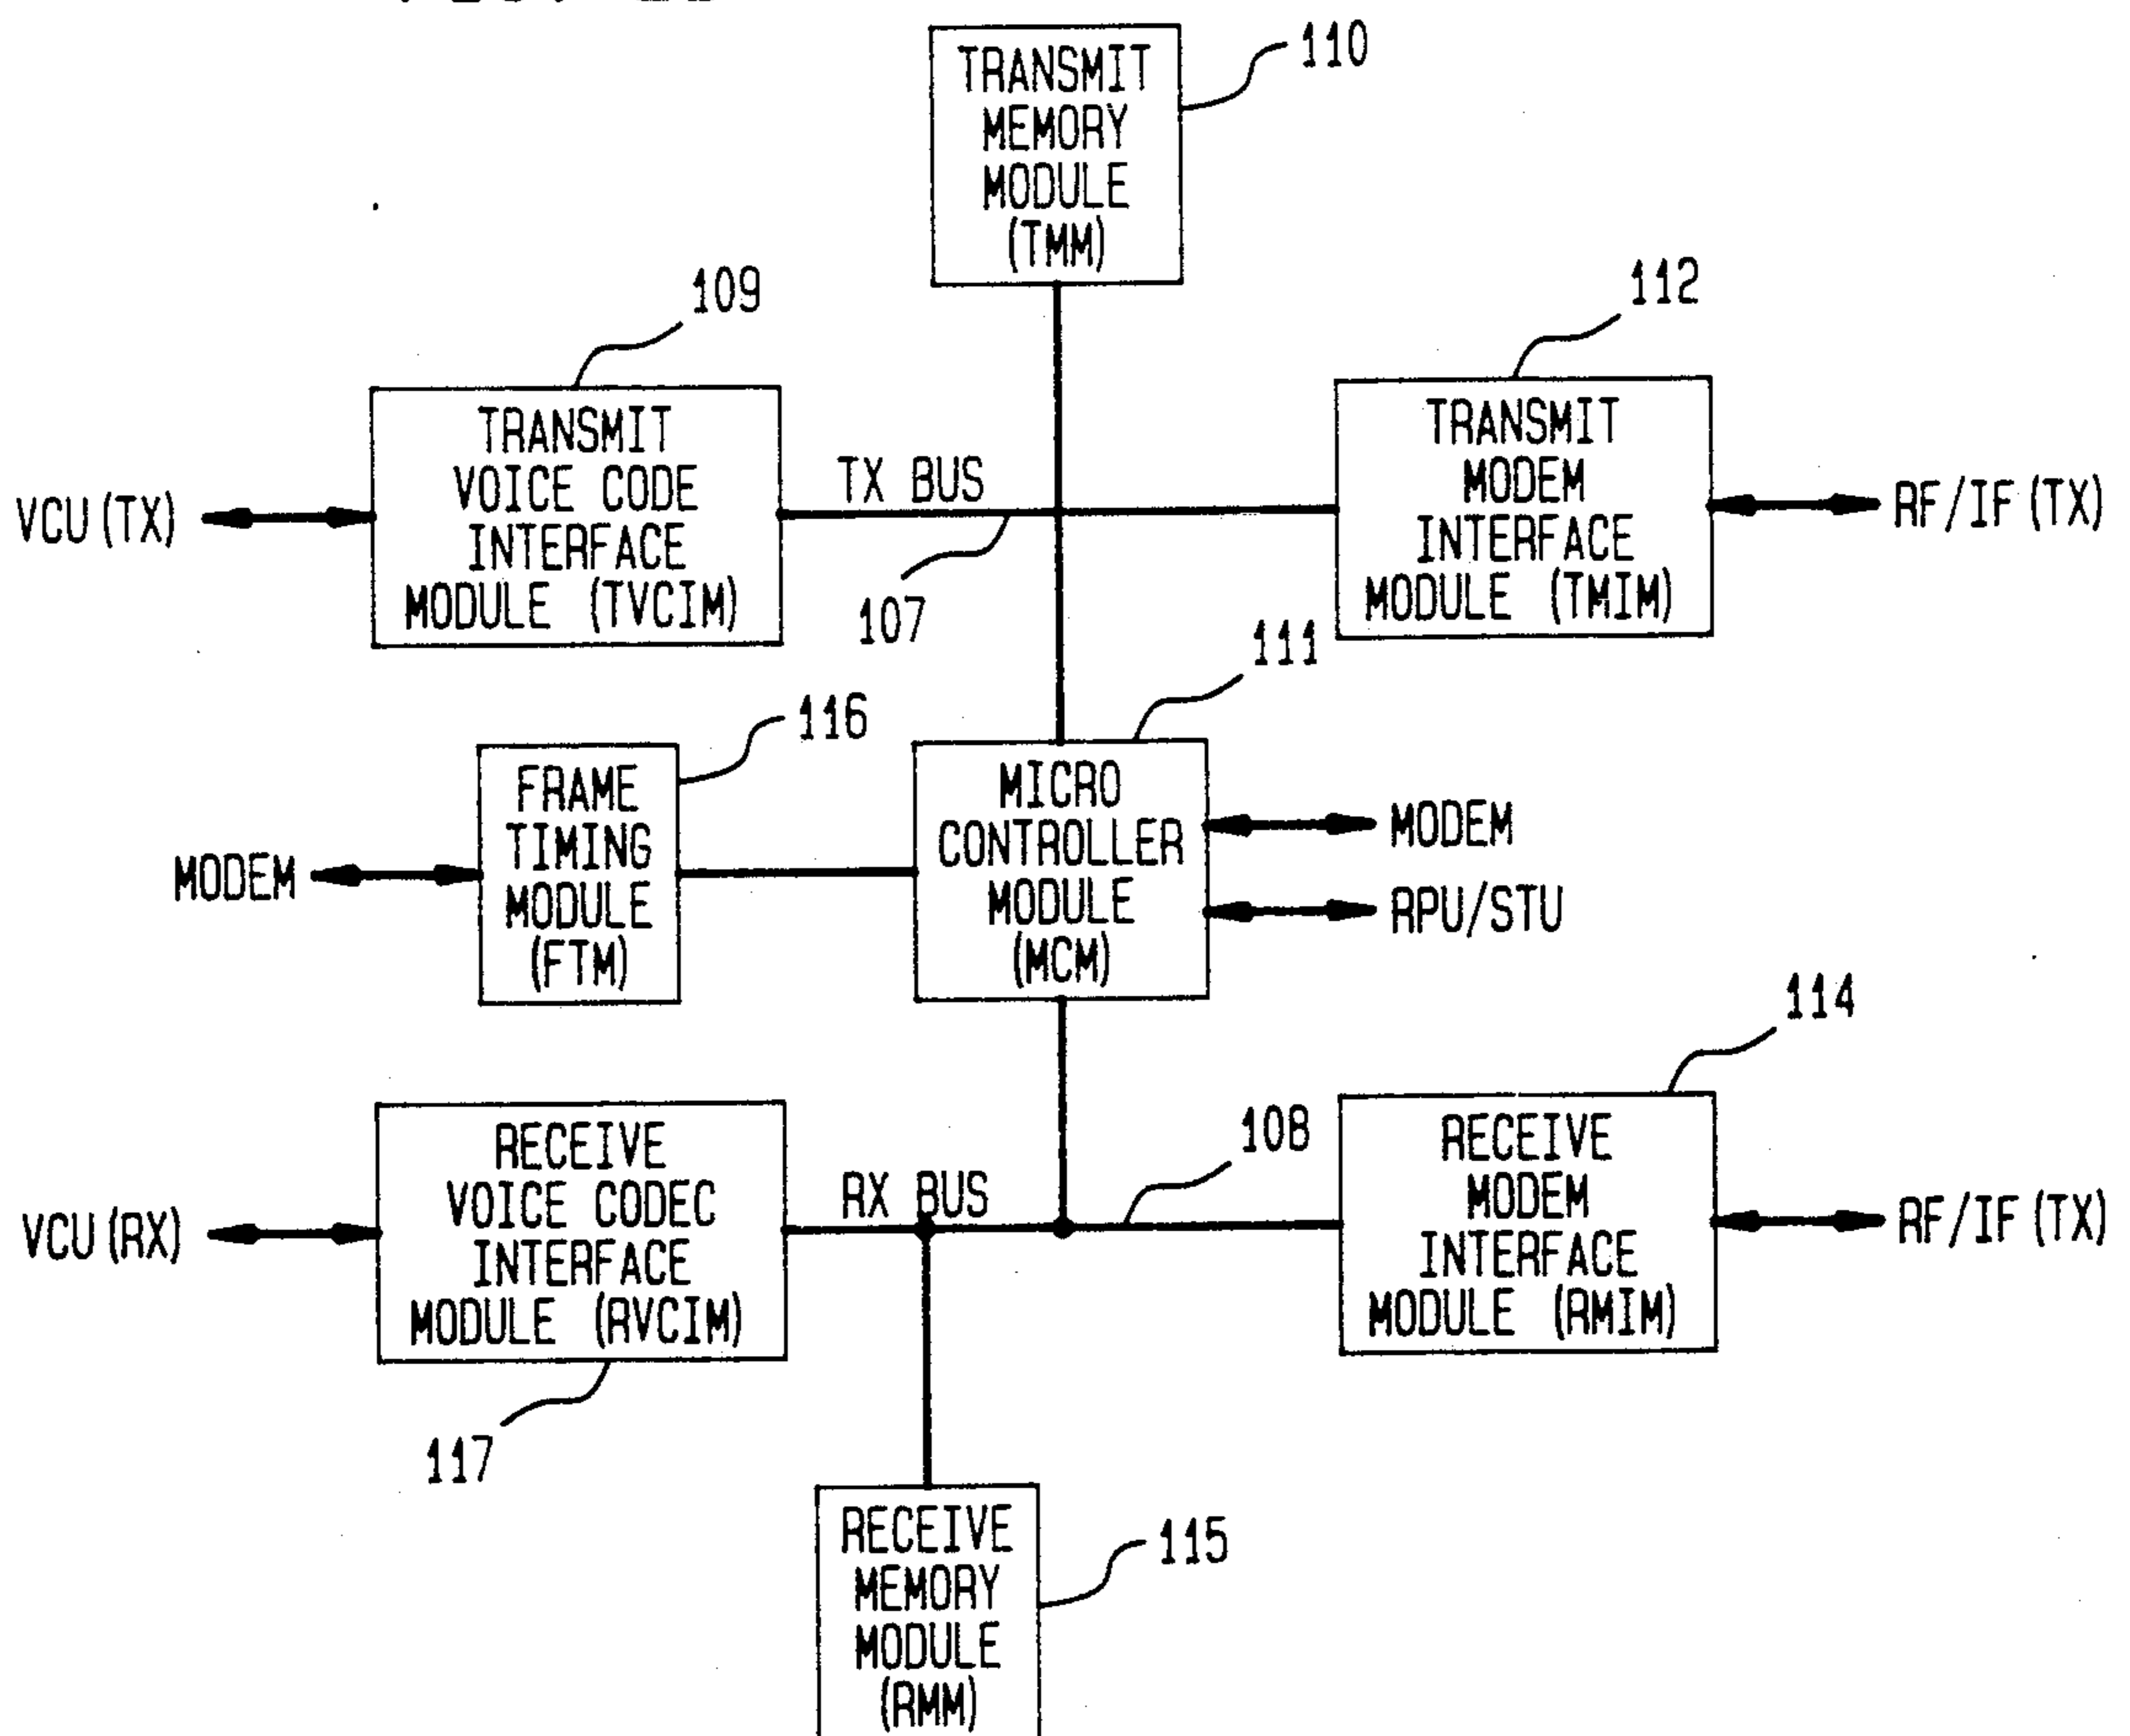 110
TRANSMIT
MEMORY
MODULE
(TMM)
109
112
TRANSMIT
VOICE CODE
INTERFACE
MODULE (TVCIM)
TX BUS
TRANSMIT
MODEM
INTERFACE
MODULE (TMIM)
VCU (TX)
RF/IF (TX)
107
111
116
FRAME
TIMING
MODULE
(FTM)
MICRO
CONTROLLER
MODULE
(MCM)
MODEM
MODEM
RPU/STU
114
108
RECEIVE
VOICE CODEC
INTERFACE
MODULE (RVCIM)
RX BUS
RECEIVE
MODEM
INTERFACE
MODULE (RMIM)
VCU (RX)
RF/IF (TX)
117
RECEIVE
MEMORY
MODULE
(RMM)
115